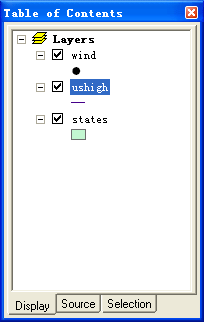 Table of Contents
Layers
wind
ushigh
states
Display
Source
Selection